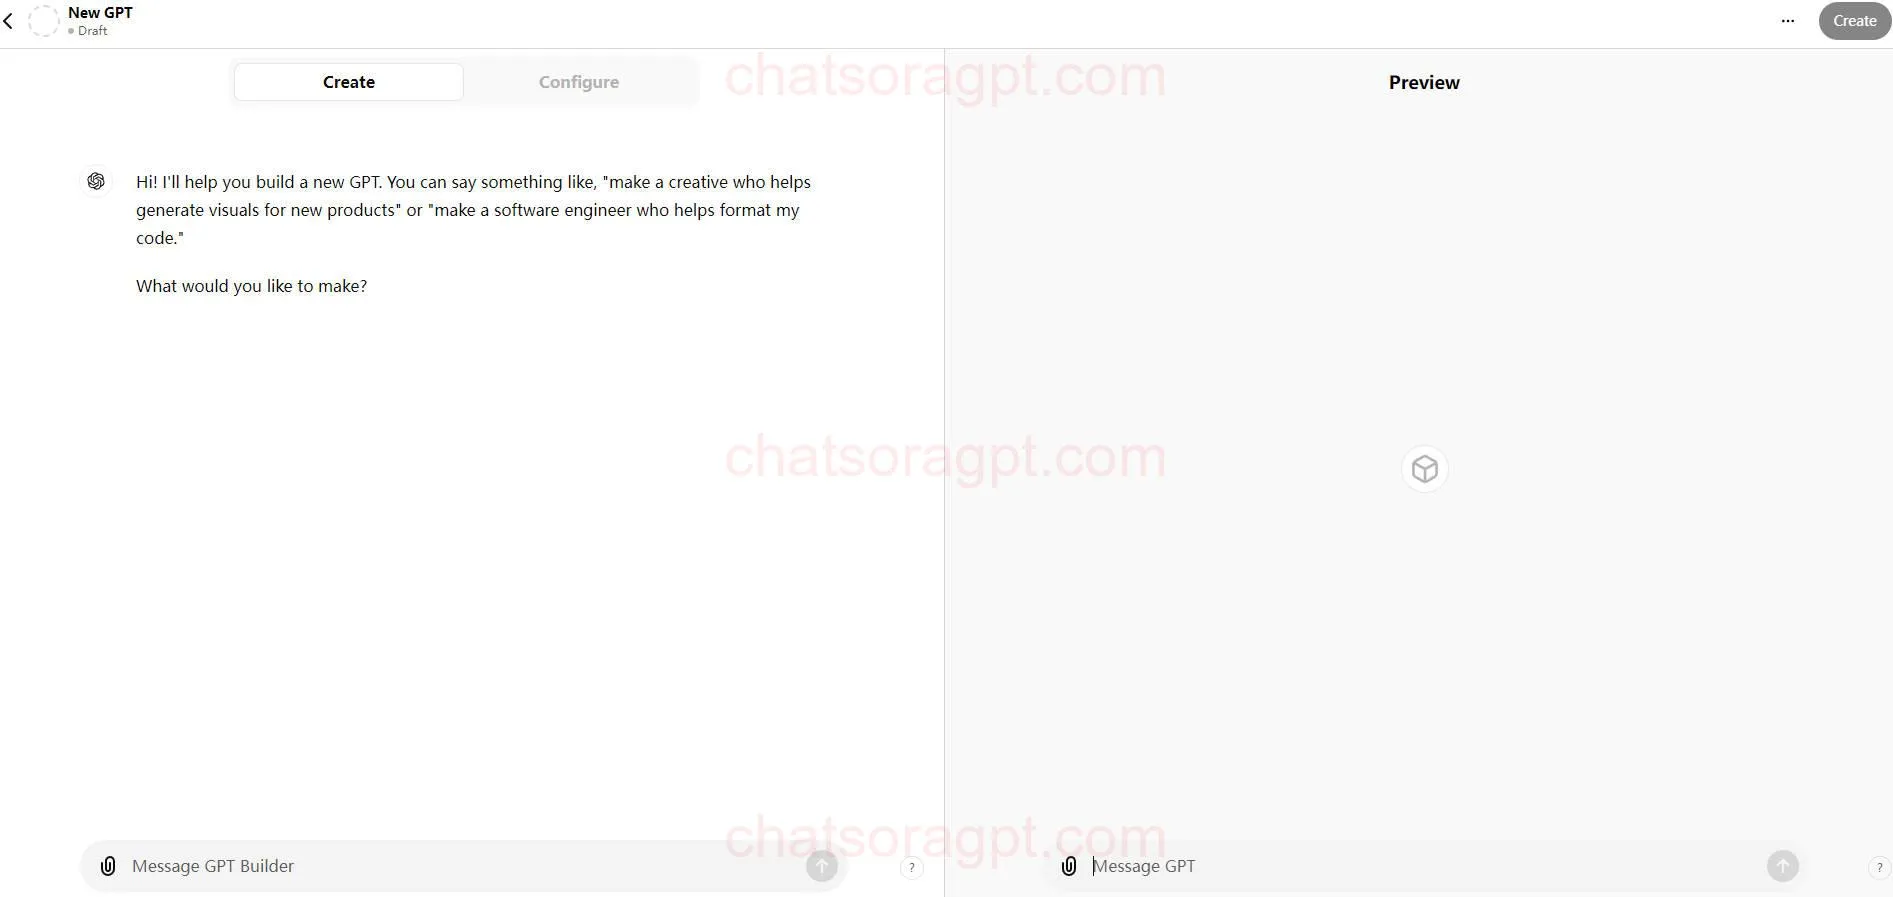 New GPT
Draft
Create
Create
Configure
Preview
Hi! I'll help you build a new GPT. You can say something like, "make a creative who helps
generate visuals for new products" or "make a software engineer who helps format my
code."
What would you like to make?
Message GPT Builder
?
Message GPT
?
chatsoragpt.com
chatsoragpt.com
chatsoragpt.com